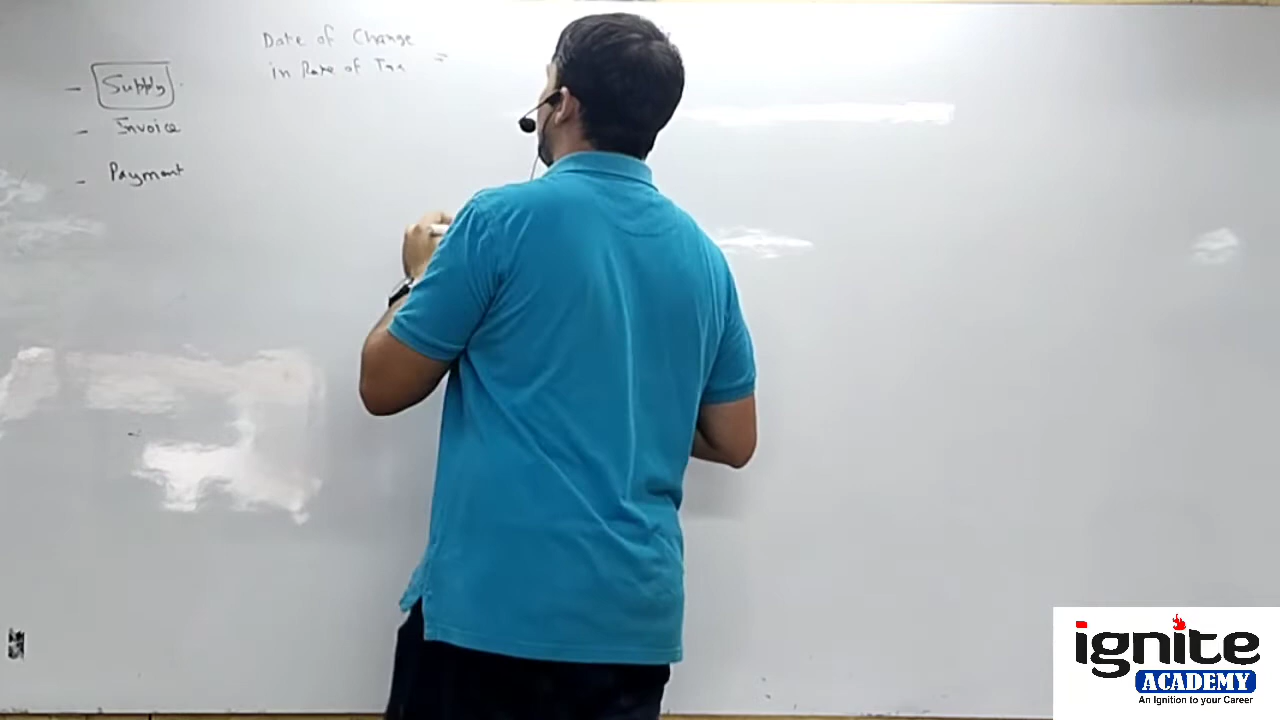 Date of Change
in Rate of Tax =
- Supply
- Invoice
- Payment
ignite
ACADEMY
An Ignition to your Career